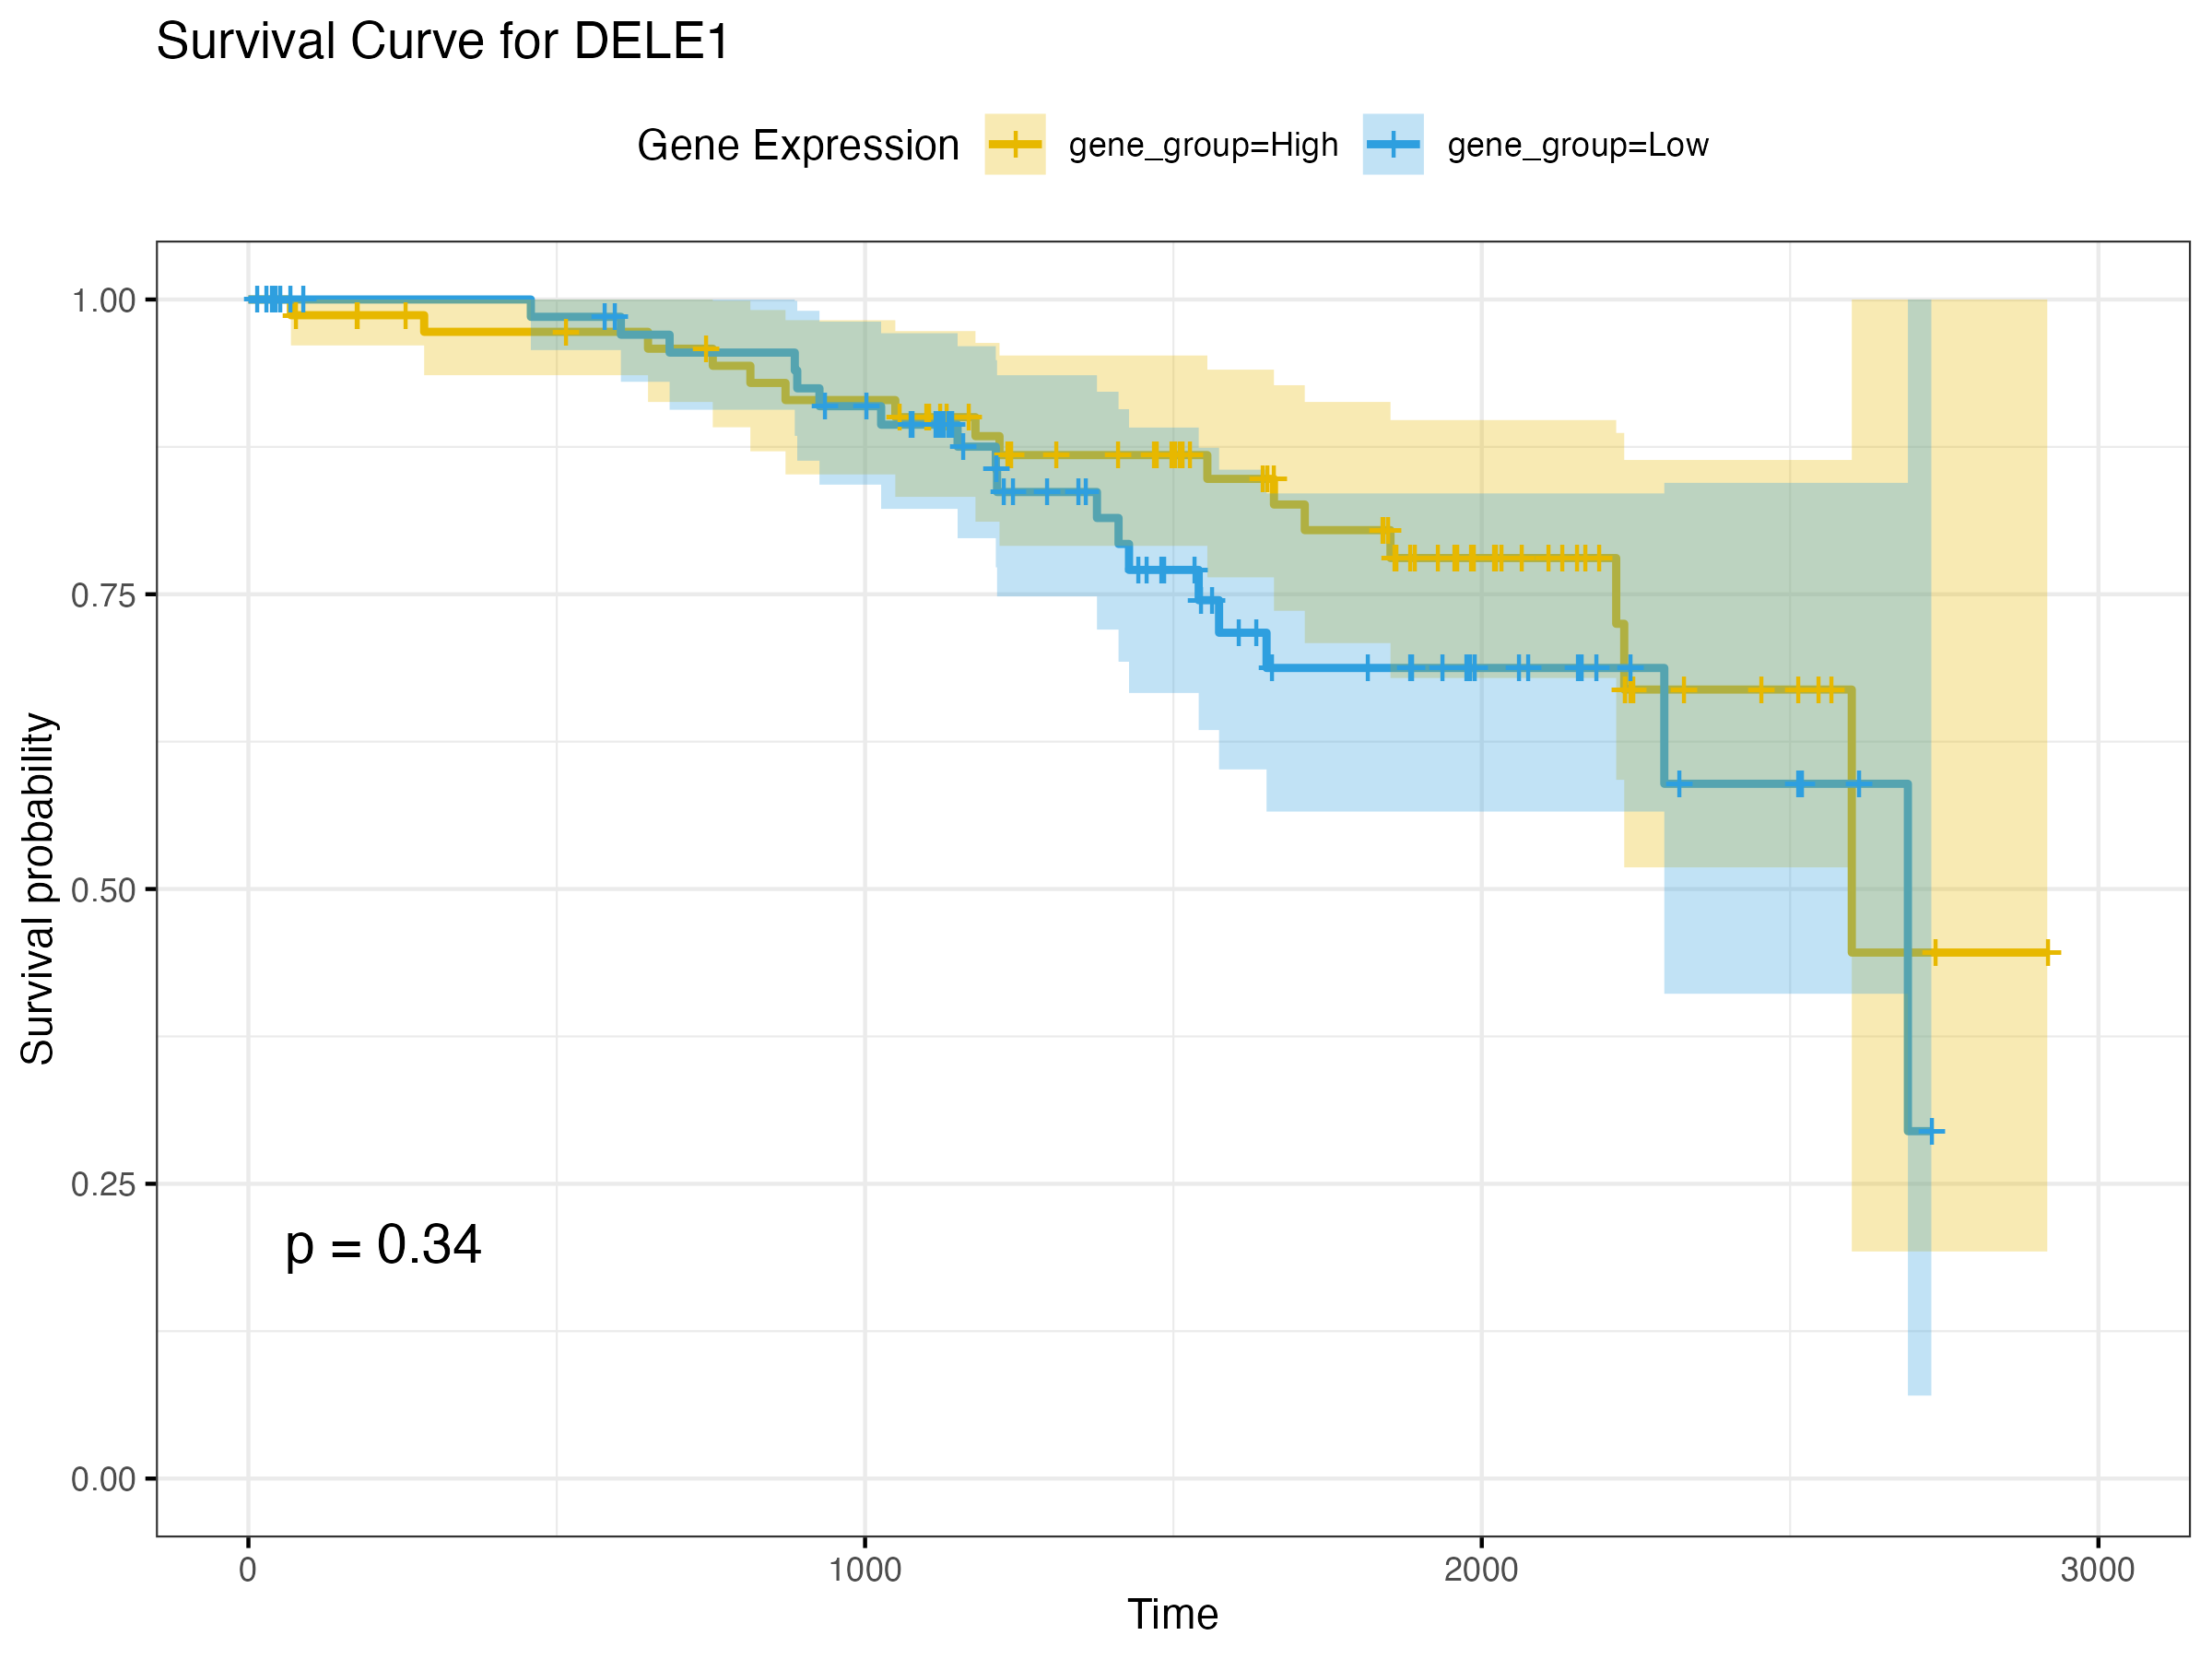 Survival Curve for DELE1
Gene Expression gene_group=High gene_group=Low
1.00
0.75
0.50
0.25
0.00
Survival probability
p = 0.34
0 1000 2000 3000
Time